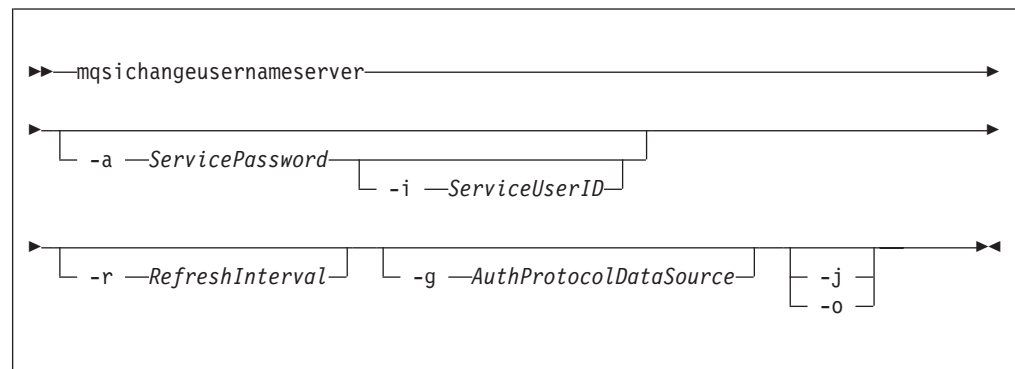 mqsichangeusernameserver
-a ServicePassword
-i ServiceUserID
-r RefreshInterval -g AuthProtocolDataSource -j
-o